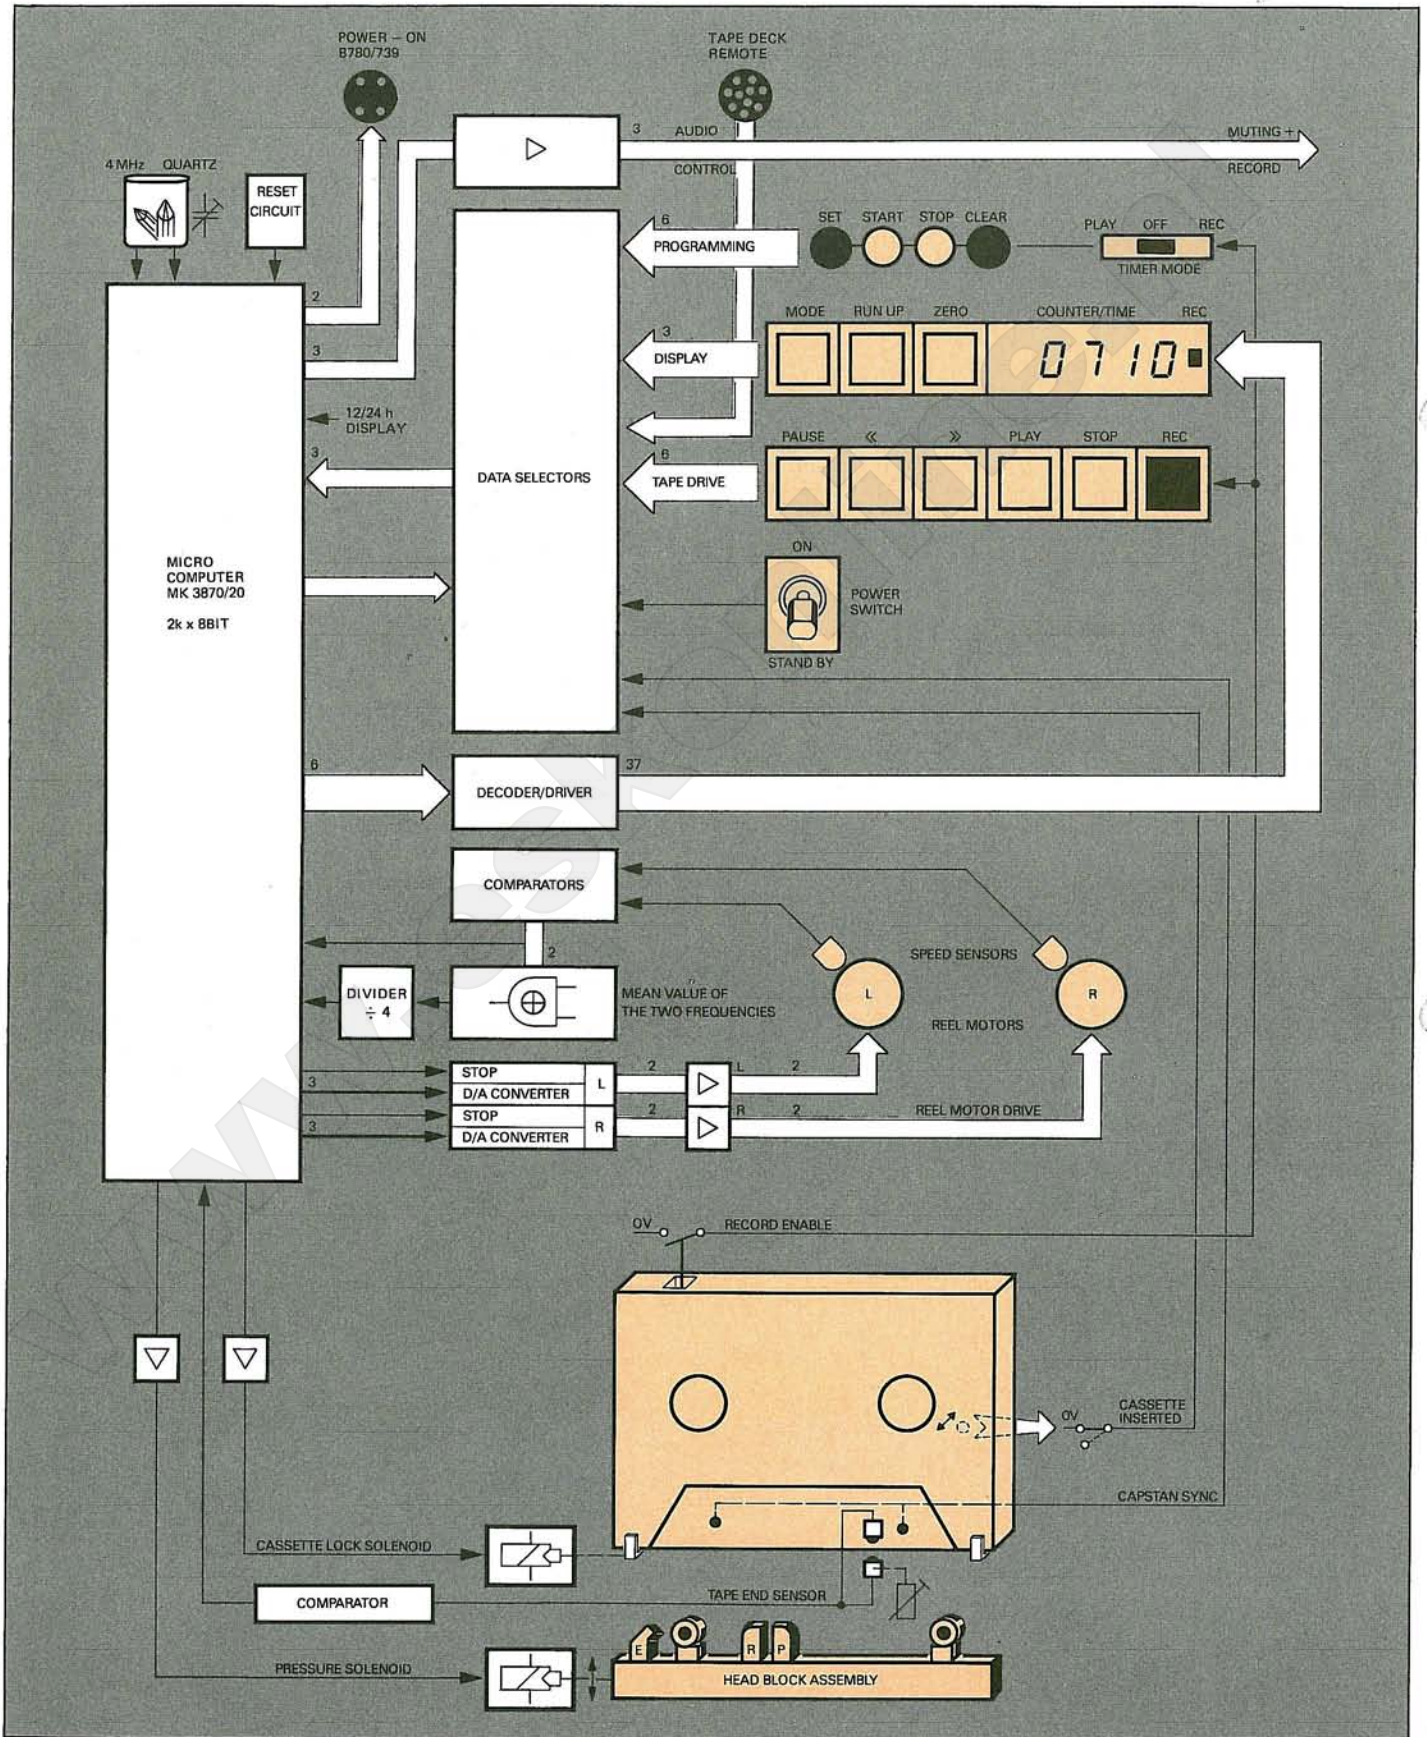 POWER – ON
B780/739
TAPE DECK
REMOTE
3
AUDIO
CONTROL
MUTING +
RECORD
4 MHz QUARTZ
RESET
CIRCUIT
6
PROGRAMMING
SET START STOP CLEAR
PLAY OFF REC
TIMER MODE
2
3
MODE RUN UP ZERO COUNTER/TIME REC
3
DISPLAY
0710
12/24 h
DISPLAY
3
DATA SELECTORS
PAUSE « » PLAY STOP REC
6
TAPE DRIVE
MICRO
COMPUTER
MK 3870/20
2k x 8BIT
ON
POWER
SWITCH
STAND BY
6
DECODER/DRIVER
37
COMPARATORS
2
SPEED SENSORS
DIVIDER
÷ 4
MEAN VALUE OF
THE TWO FREQUENCIES
L
R
REEL MOTORS
STOP
3
D/A CONVERTER
L
2
L
2
STOP
3
D/A CONVERTER
R
2
R
2
REEL MOTOR DRIVE
0V
RECORD ENABLE
0V
CASSETTE
INSERTED
CAPSTAN SYNC
CASSETTE LOCK SOLENOID
COMPARATOR
TAPE END SENSOR
E
R
P
PRESSURE SOLENOID
HEAD BLOCK ASSEMBLY